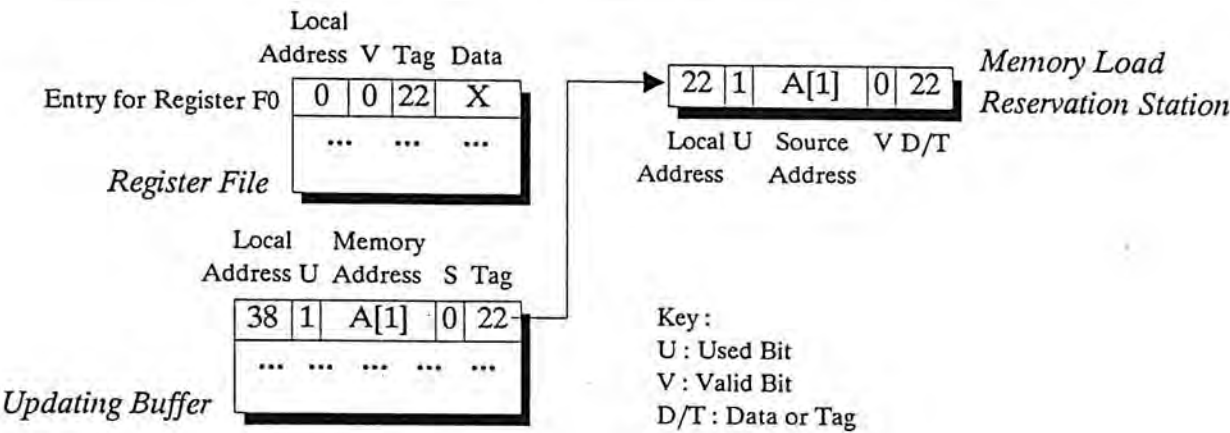 Local
Address V Tag Data
Entry for Register F0 0 0 22 X
... ... ...
Register File
22 1 A[1] 0 22
Memory Load
Reservation Station
Local U Source V D/T
Address Address
Local Memory
Address U Address S Tag
38 1 A[1] 0 22
... ... ... ... ...
Updating Buffer
Key :
U : Used Bit
V : Valid Bit
D/T : Data or Tag